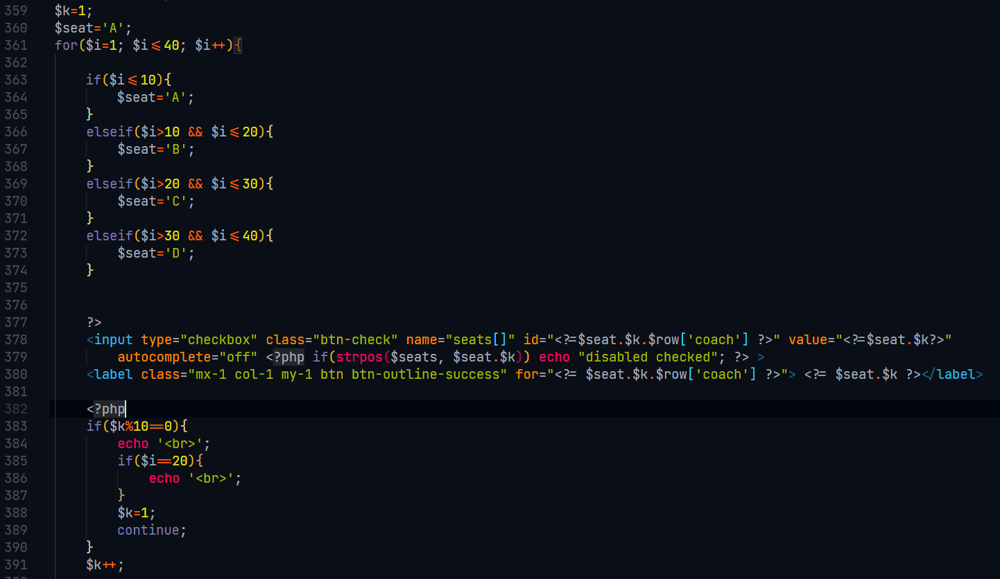 359 $k=1;
360 $seat='A';
361 for($i=1; $i<=40; $i++){
362
363 if($i<=10){
364 $seat='A';
365 }
366 elseif($i>10 && $i<=20){
367 $seat='B';
368 }
369 elseif($i>20 && $i<=30){
370 $seat='C';
371 }
372 elseif($i>30 && $i<=40){
373 $seat='D';
374 }
375
376
377 ?>
378 <input type="checkbox" class="btn-check" name="seats[]" id="<?=$seat.$k.$row['coach'] ?>" value="<?=$seat.$k?>"
379 autocomplete="off" <?php if(strpos($seats, $seat.$k)) echo "disabled checked"; ?> >
380 <label class="mx-1 col-1 my-1 btn btn-outline-success" for="<?= $seat.$k.$row['coach'] ?>"> <?= $seat.$k ?></label>
381
382 <?php
383 if($k%10==0){
384 echo '<br>';
385 if($i==20){
386 echo '<br>';
387 }
388 $k=1;
389 continue;
390 }
391 $k++;